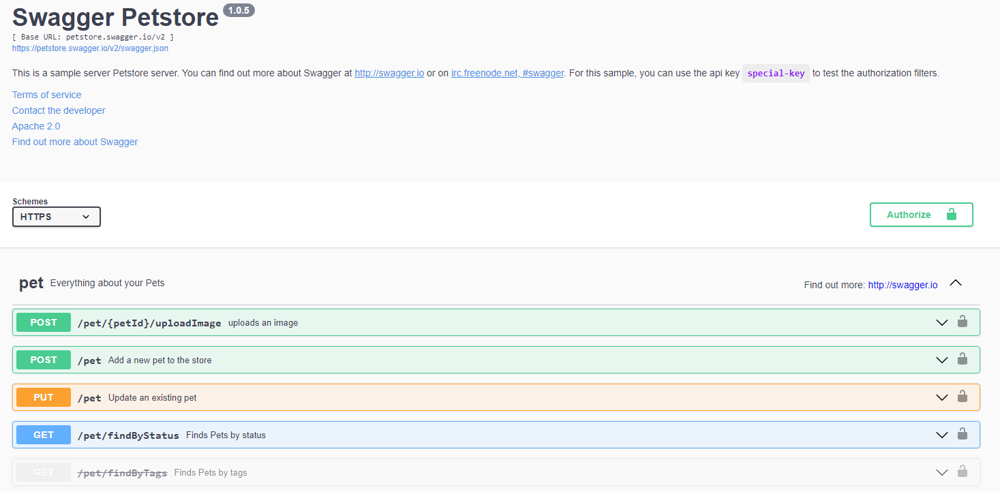 Swagger Petstore 1.0.5
[ Base URL: petstore.swagger.io/v2 ]
https://petstore.swagger.io/v2/swagger.json
This is a sample server Petstore server. You can find out more about Swagger at http://swagger.io or on irc.freenode.net, #swagger. For this sample, you can use the api key special-key to test the authorization filters.
Terms of service
Contact the developer
Apache 2.0
Find out more about Swagger
Schemes
HTTPS
Authorize
pet Everything about your Pets
Find out more: http://swagger.io
POST /pet/{petId}/uploadImage uploads an image
POST /pet Add a new pet to the store
PUT /pet Update an existing pet
GET /pet/findByStatus Finds Pets by status
GET /pet/findByTags Finds Pets by tags